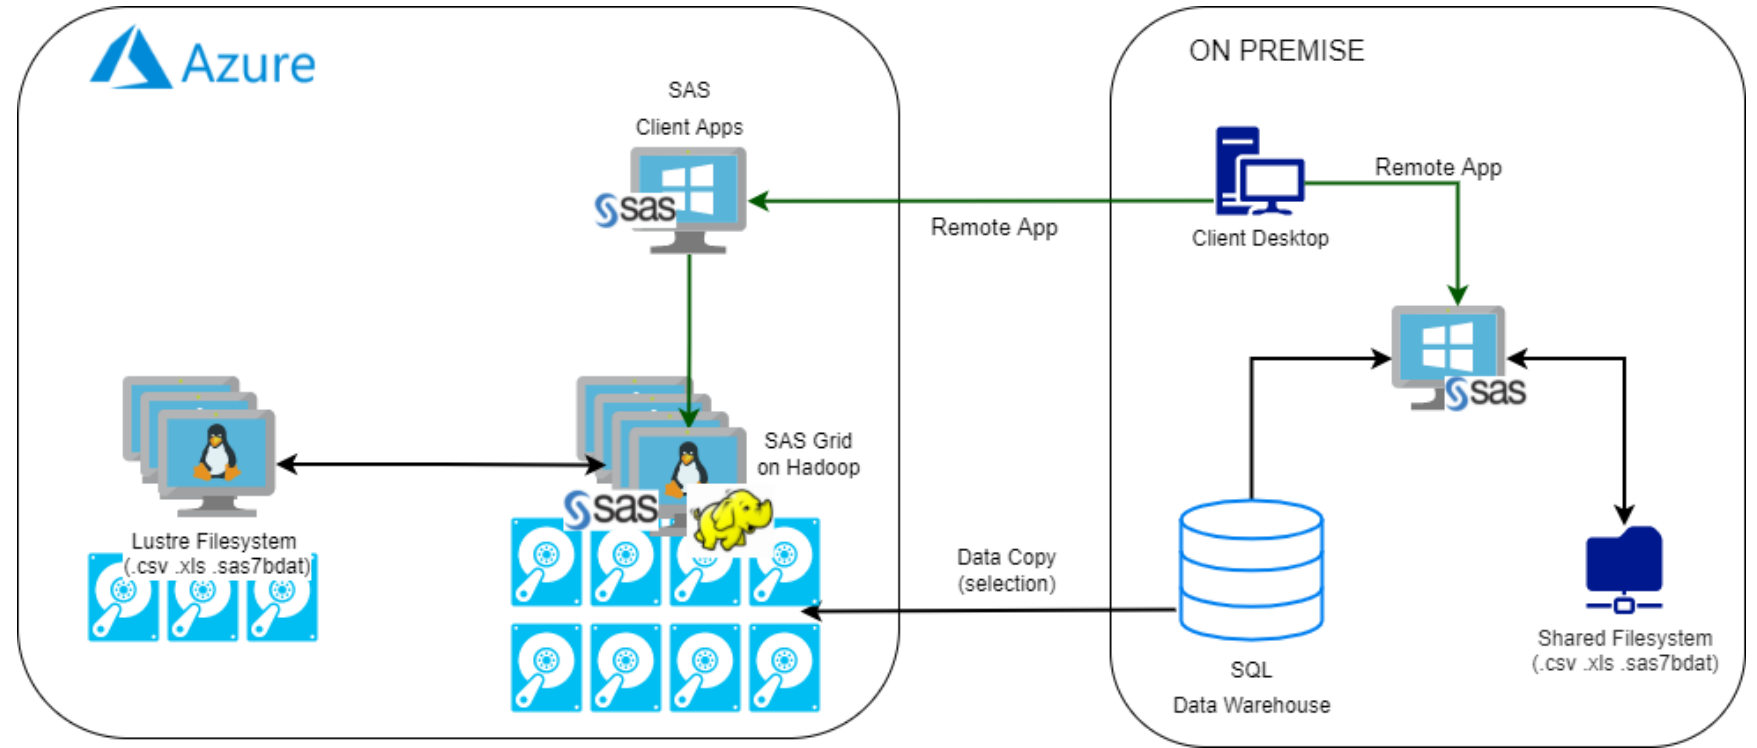 Azure
SAS
Client Apps
sas
ON PREMISE
Remote App
Client Desktop
Remote App
sas
SAS Grid
on Hadoop
sas
Lustre Filesystem
(.csv .xls .sas7bdat)
Data Copy
(selection)
SQL
Data Warehouse
Shared Filesystem
(.csv .xls .sas7bdat)